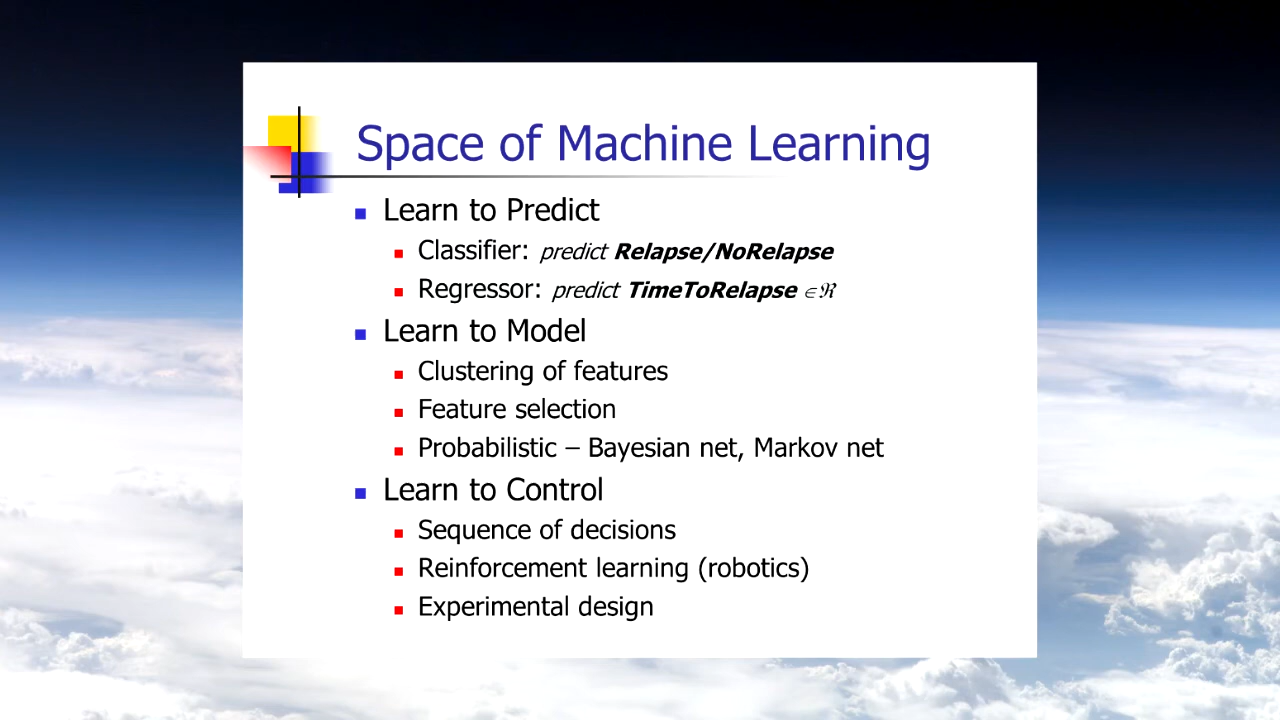 Space of Machine Learning
Learn to Predict
Classifier: predict Relapse/NoRelapse
Regressor: predict TimeToRelapse ∈ℜ
Learn to Model
Clustering of features
Feature selection
Probabilistic – Bayesian net, Markov net
Learn to Control
Sequence of decisions
Reinforcement learning (robotics)
Experimental design